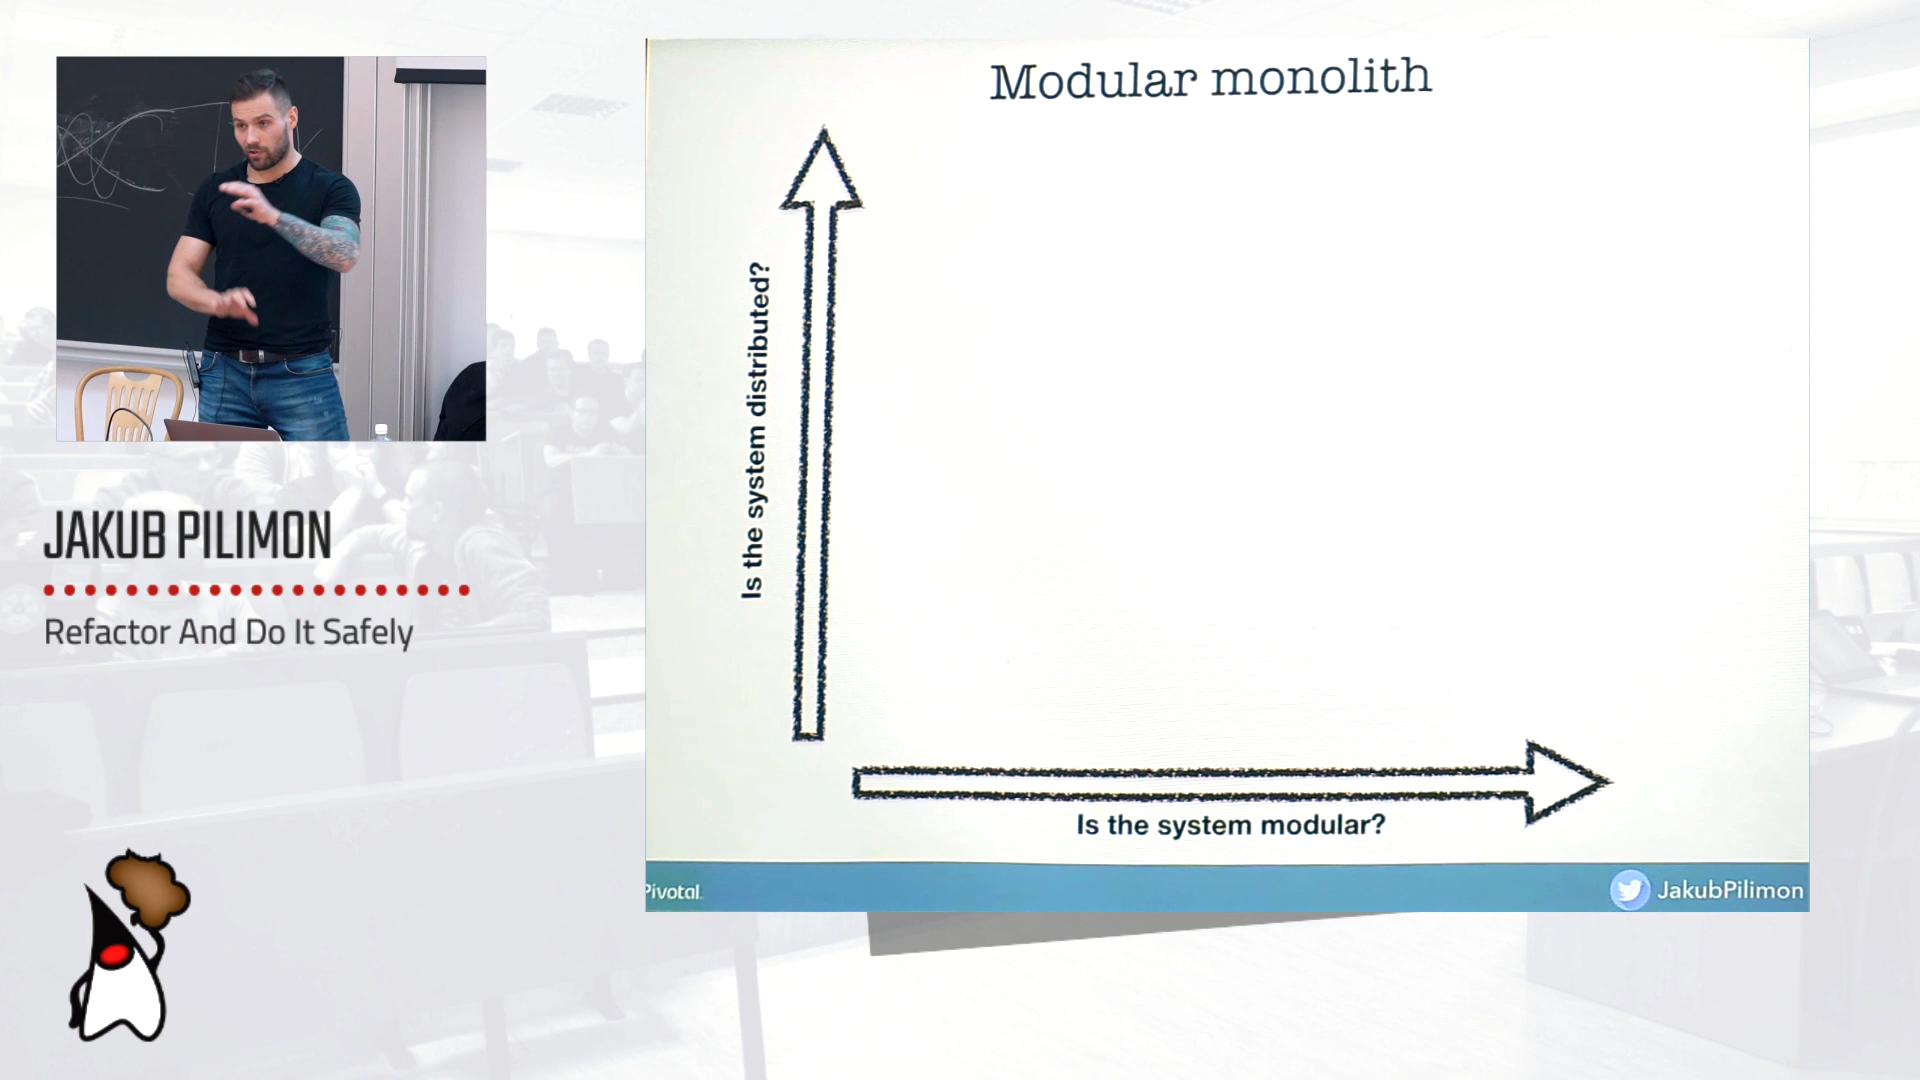 Modular monolith
Is the system distributed?
Is the system modular?
JAKUB PILIMON
Refactor And Do It Safely
Pivotal.
JakubPilimon